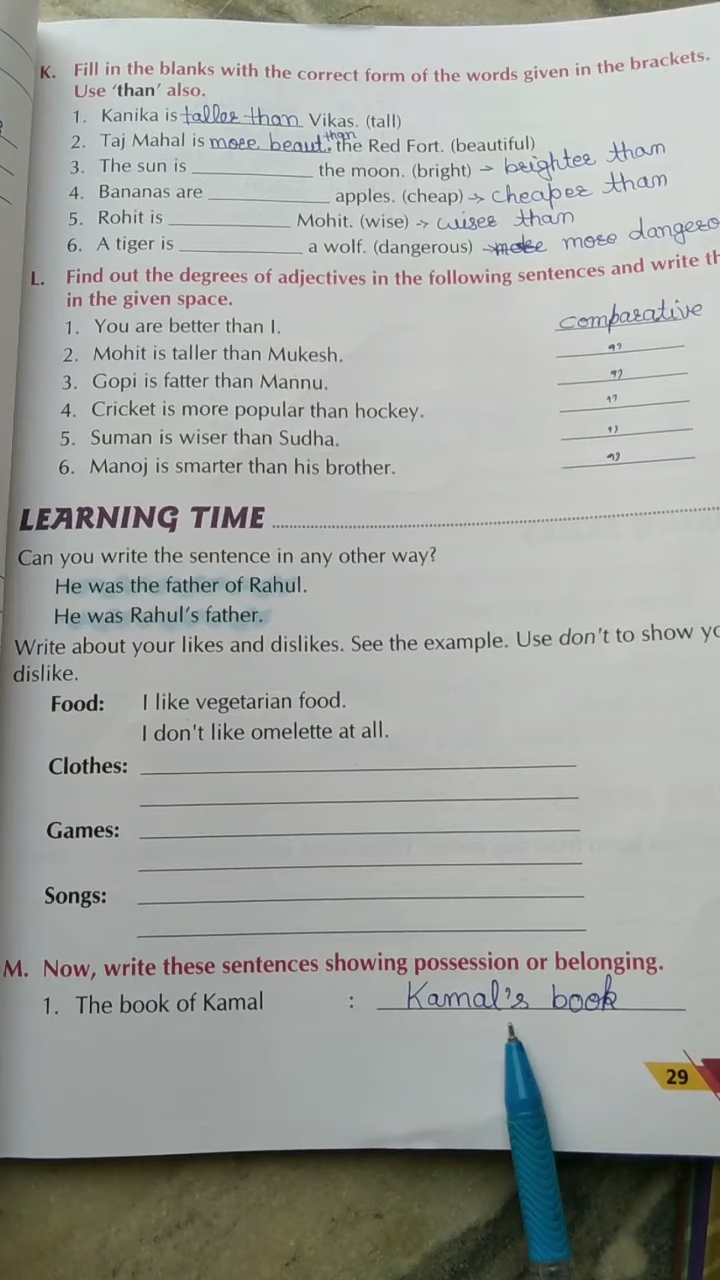 K. Fill in the blanks with the correct form of the words given in the brackets.
Use 'than' also.
1. Kanika is taller than Vikas. (tall)
2. Taj Mahal is more beaut. than the Red Fort. (beautiful)
3. The sun is ____________ the moon. (bright) → brighter than
4. Bananas are ____________ apples. (cheap) → cheaper than
5. Rohit is ____________ Mohit. (wise) → wiser than
6. A tiger is ____________ a wolf. (dangerous) → more dangero
L. Find out the degrees of adjectives in the following sentences and write th
in the given space.
1. You are better than I. comparative
2. Mohit is taller than Mukesh. "
3. Gopi is fatter than Mannu. "
4. Cricket is more popular than hockey. "
5. Suman is wiser than Sudha. "
6. Manoj is smarter than his brother. "
LEARNING TIME
Can you write the sentence in any other way?
He was the father of Rahul.
He was Rahul's father.
Write about your likes and dislikes. See the example. Use don't to show yo
dislike.
Food: I like vegetarian food.
I don't like omelette at all.
Clothes:
Games:
Songs:
M. Now, write these sentences showing possession or belonging.
1. The book of Kamal : Kamal's book
29